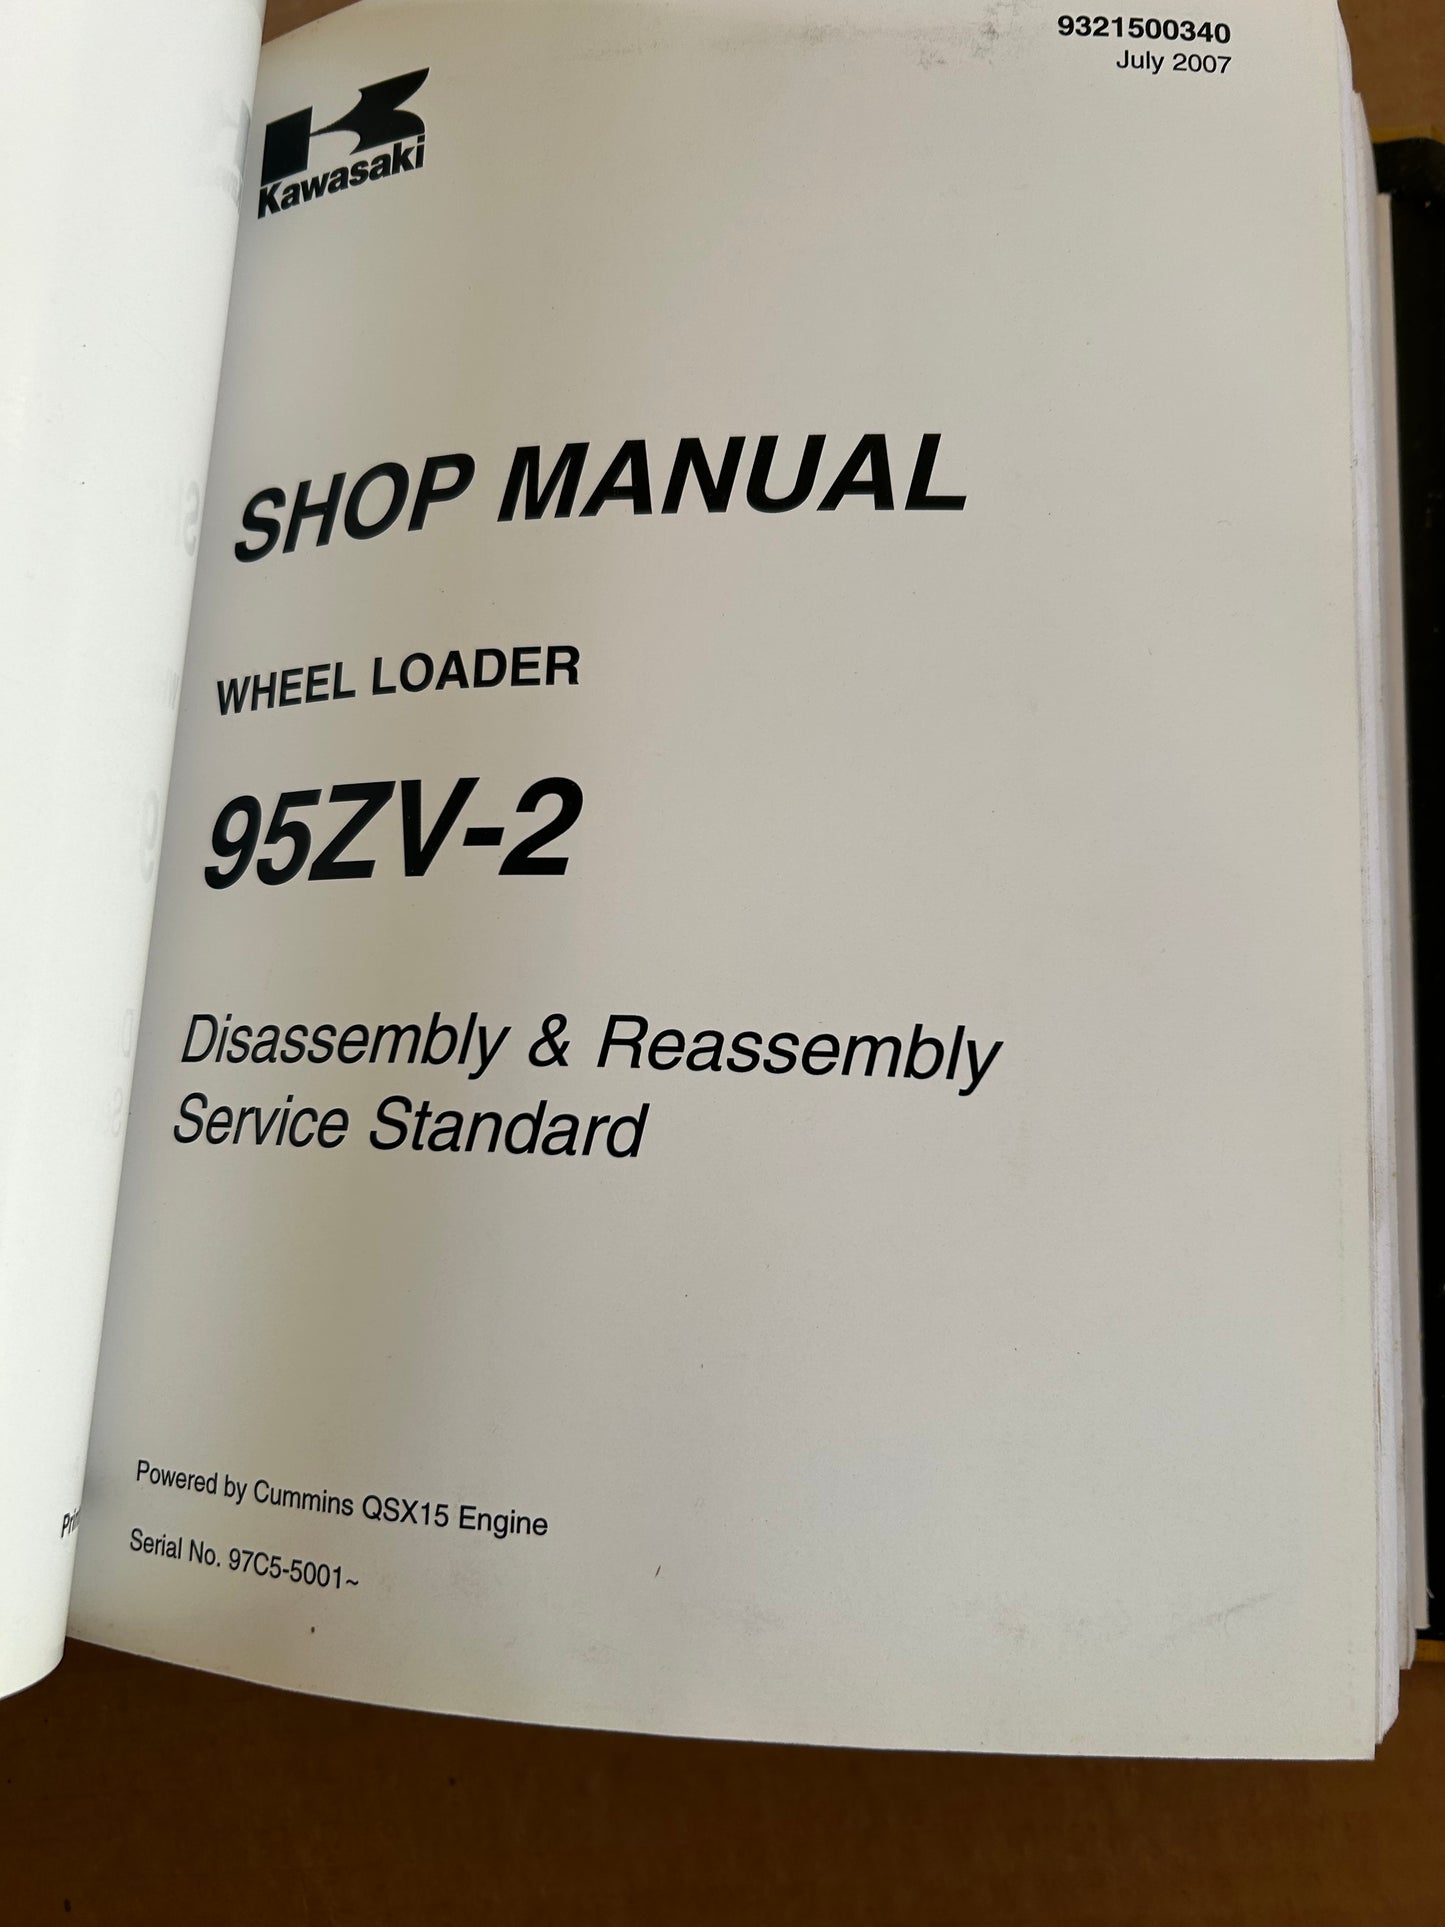 9321500340
July 2007
Kawasaki
SHOP MANUAL
WHEEL LOADER
95ZV-2
Disassembly & Reassembly
Service Standard
Powered by Cummins QSX15 Engine
Serial No. 97C5-5001~